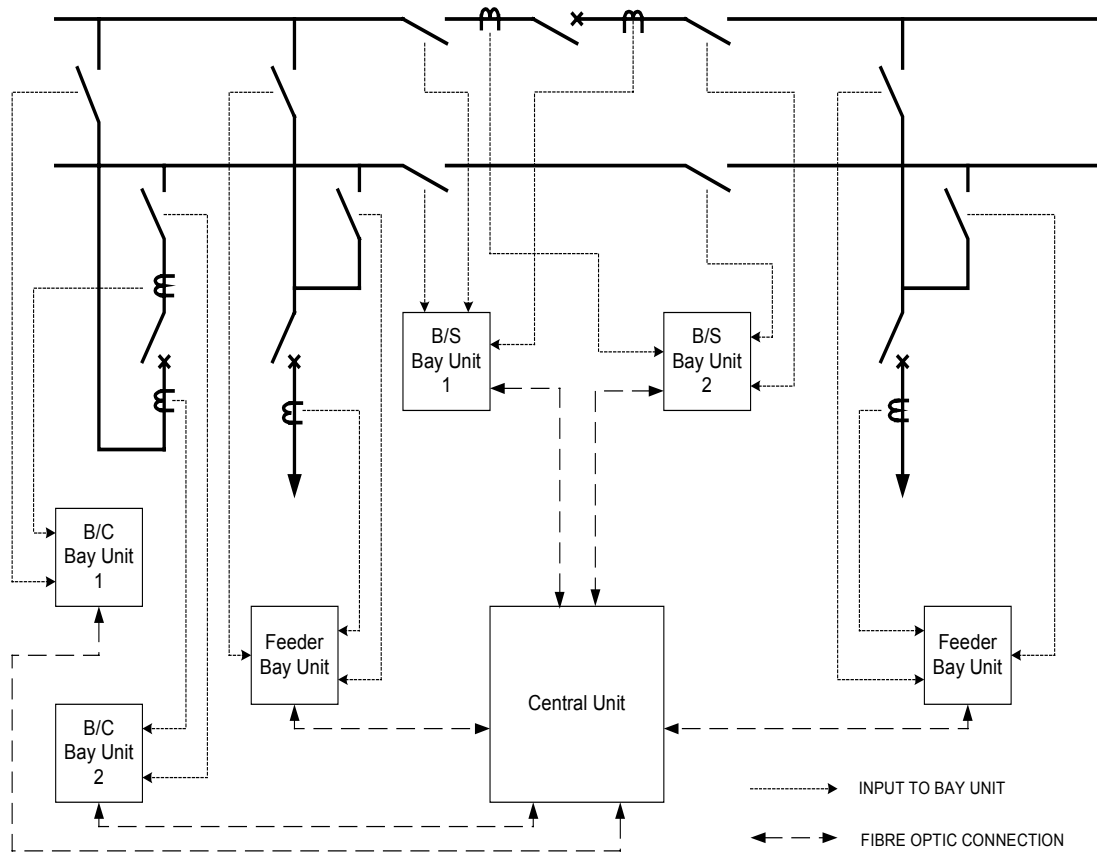 B/S
Bay Unit
1
B/S
Bay Unit
2
B/C
Bay Unit
1
Feeder
Bay Unit
Central Unit
Feeder
Bay Unit
B/C
Bay Unit
2
INPUT TO BAY UNIT
FIBRE OPTIC CONNECTION